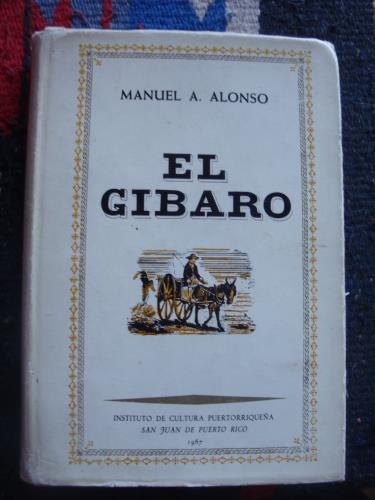 MANUEL A. ALONSO
EL
GIBARO
INSTITUTO DE CULTURA PUERTORRIQUEÑA
SAN JUAN DE PUERTO RICO
1967